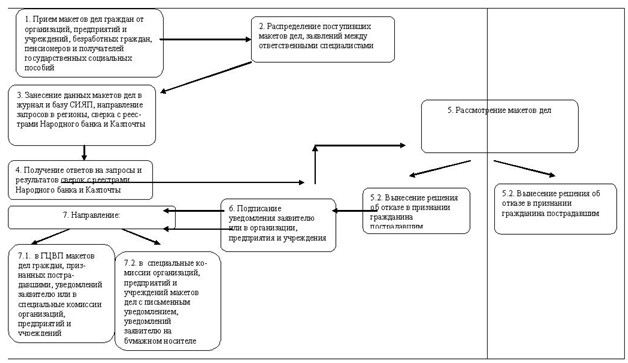 1. Прием макетов дел граждан от
организаций, предприятий и
учреждений, безработных граждан,
пенсионеров и получателей
государственных социальных
пособий
2. Распределение поступивших
макетов дел, заявлений между
ответственными специалистами
3. Занесение данных макетов дел в
журнал и базу СИЯП, направление
запросов в регионы, сверка с реес-
трами Народного банка и Казпочты
4. Получение ответов на запросы и
результатов сверок с реестрами
Народного банка и Казпочты
5. Рассмотрение макетов дел
5.2. Вынесение решения
об отказе в признании
гражданина
пострадавшим
5.2. Вынесение решения об
отказе в признании
гражданина пострадавшим
6. Подписание
уведомления заявителю
или в организации,
предприятия и учреждения
7. Направление:
7.1. в ГЦВП макетов
дел граждан, приз-
нанных постра-
давшими, уведомлений
заявителю или в
специальные комиссии
организаций,
предприятий и
учреждений
7.2. в специальные ко-
миссии организаций,
предприятий и
учреждений макетов
дел с письменным
уведомлением,
уведомлений
заявителю на
бумажном носителе